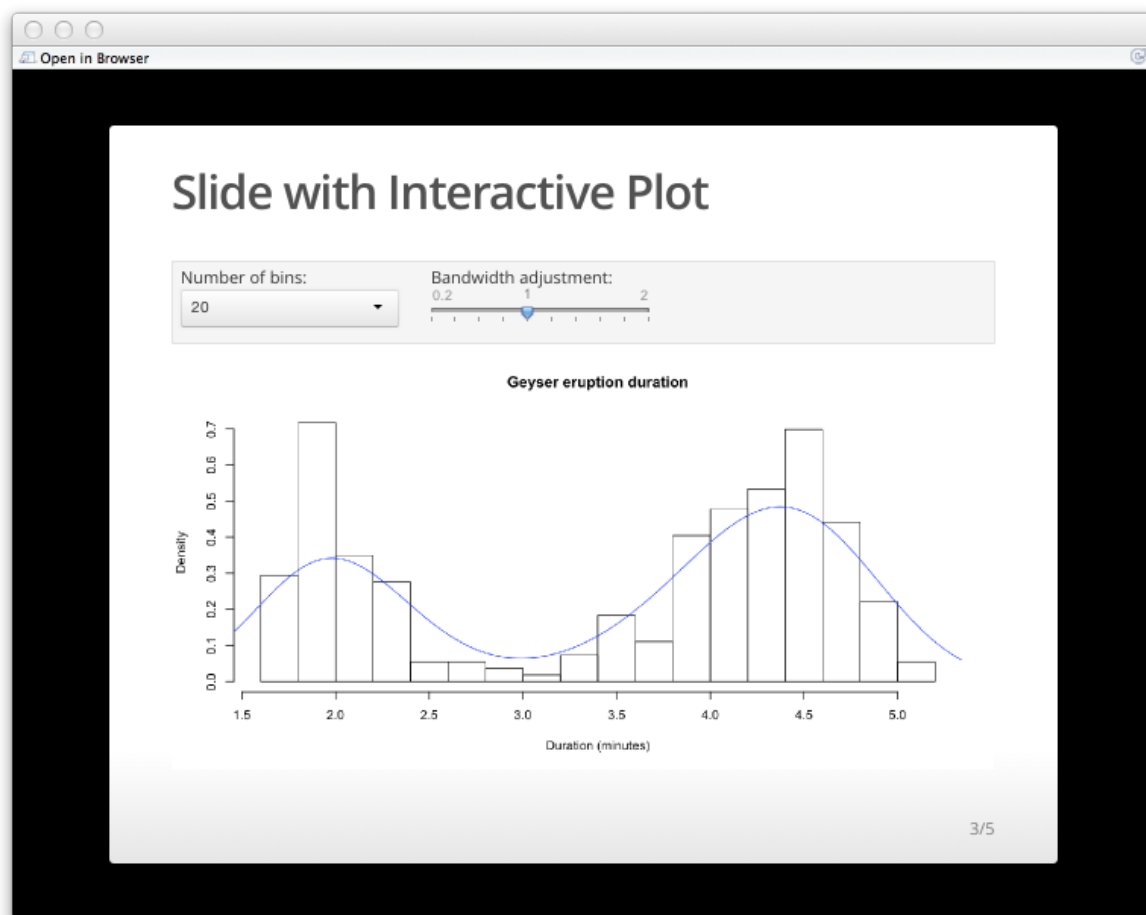 Open in Browser
Slide with Interactive Plot
Number of bins:
20
Bandwidth adjustment:
0.2 1 2
Geyser eruption duration
Density
0.7
0.6
0.5
0.4
0.3
0.2
0.1
0.0
1.5 2.0 2.5 3.0 3.5 4.0 4.5 5.0
Duration (minutes)
3/5